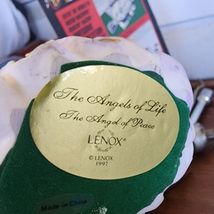 The Angels of Life
The Angel of Peace
LENOX®
© LENOX
1997
Made in China